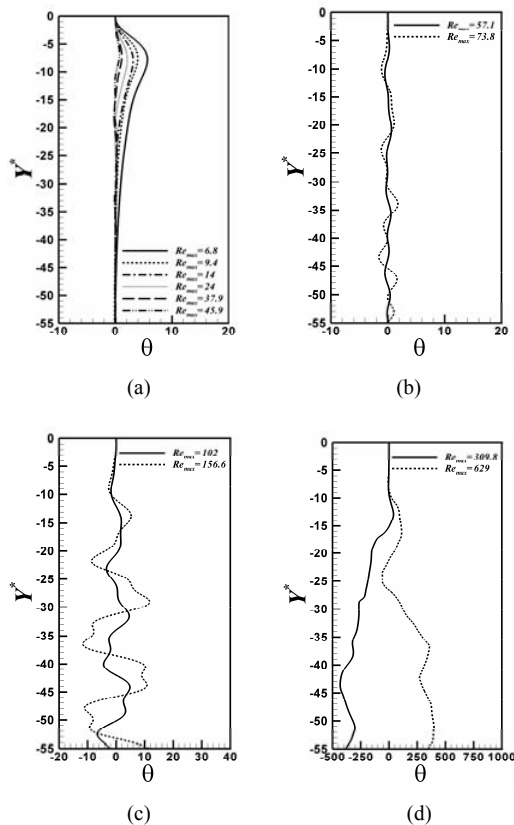 0
-5
-10
-15
-20
-25
-30
-35
-40
-45
-50
-55
Y*
Re_max=6.8
Re_max=9.4
Re_max=14
Re_max=24
Re_max=37.9
Re_max=45.9
-10 0 10 20
θ
(a)
0
-5
-10
-15
-20
-25
-30
-35
-40
-45
-50
-55
Y*
Re_max=57.1
Re_max=73.8
-10 0 10 20
θ
(b)
0
-5
-10
-15
-20
-25
-30
-35
-40
-45
-50
-55
Y*
Re_max=102
Re_max=156.6
-20 -10 0 10 20 30 40
θ
(c)
0
-5
-10
-15
-20
-25
-30
-35
-40
-45
-50
-55
Y*
Re_max=309.8
Re_max=629
-500 -250 0 250 500 750 1000
θ
(d)